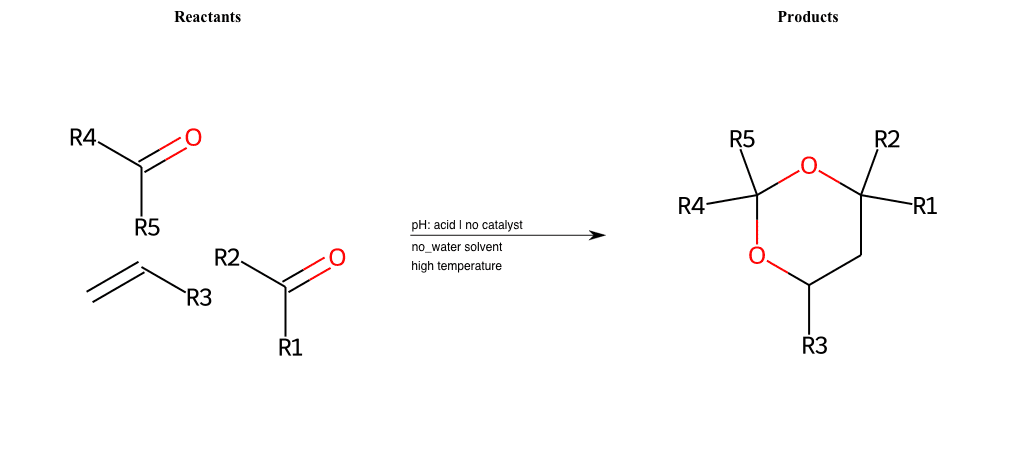 Reactants
Products
R4
O
R5
R2
O
R3
R1
pH: acid | no catalyst
no_water solvent
high temperature
R5
O
R2
R4
R1
O
R3